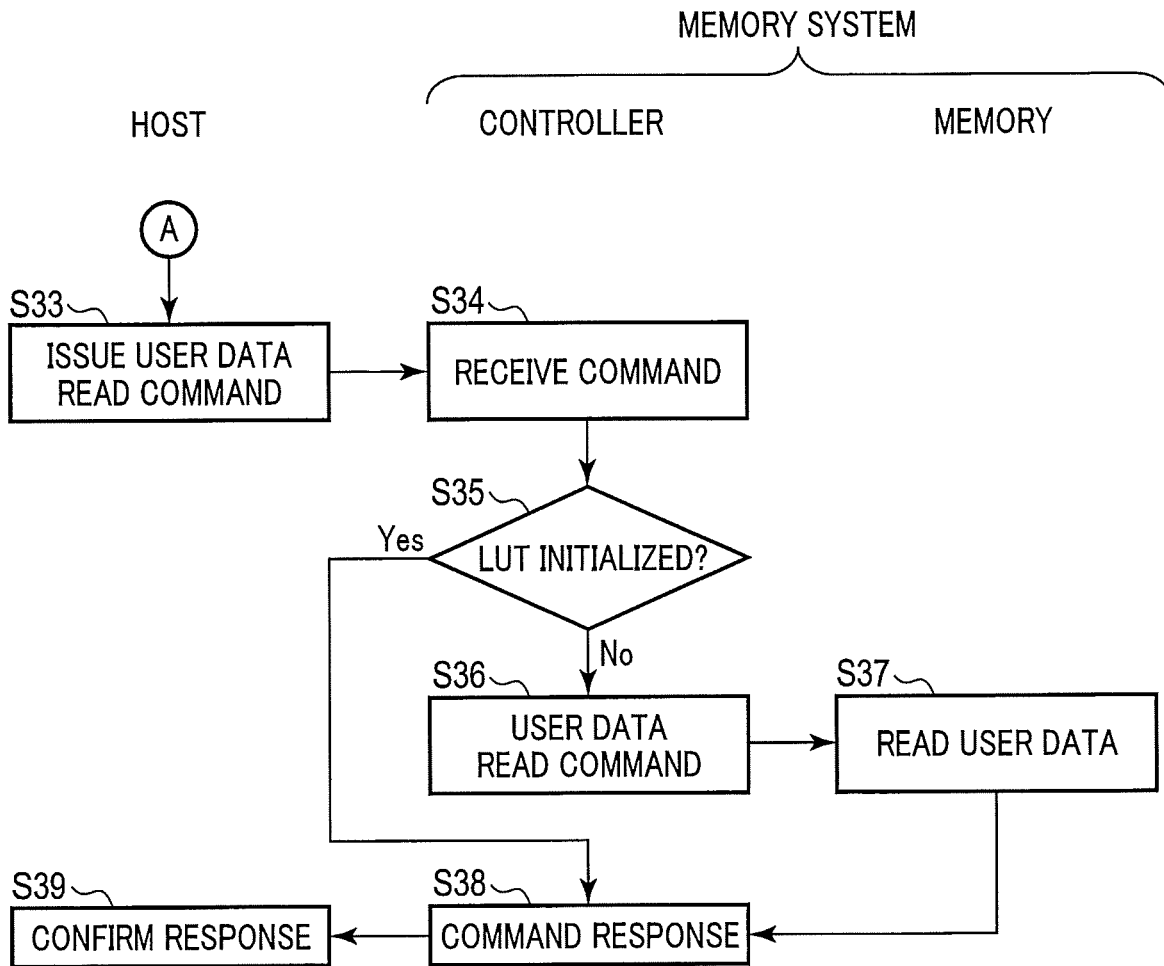 MEMORY SYSTEM
HOST
CONTROLLER
MEMORY
A
S33
ISSUE USER DATA
READ COMMAND
S34
RECEIVE COMMAND
S35
Yes
LUT INITIALIZED?
No
S36
USER DATA
READ COMMAND
S37
READ USER DATA
S39
CONFIRM RESPONSE
S38
COMMAND RESPONSE